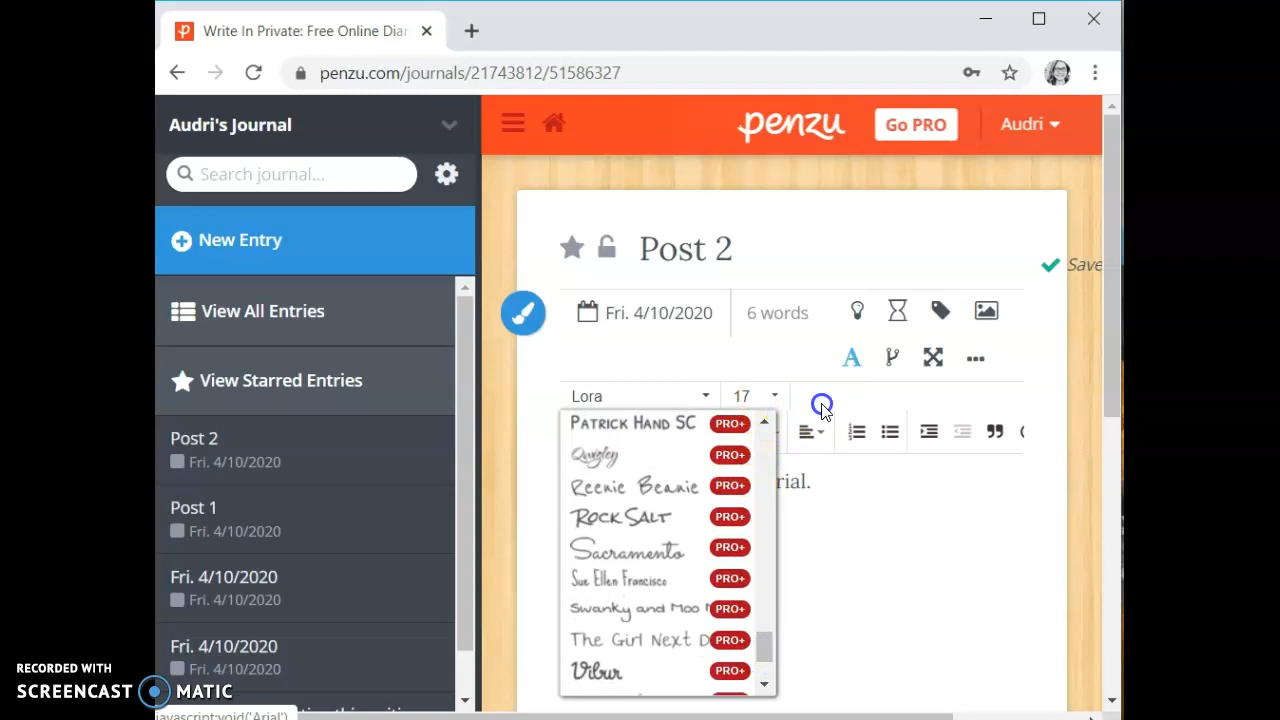 Write In Private: Free Online Diar
penzu.com/journals/21743812/51586327
Audri's Journal
penzu
Go PRO
Audri
Search journal...
New Entry
Post 2
Save
View All Entries
Fri. 4/10/2020
6 words
View Starred Entries
A
Lora
17
PATRICK HAND SC PRO+
Quigley PRO+
Reenie Beanie PRO+
ROCK SALT PRO+
Sacramento PRO+
Sue Ellen Francisco PRO+
Swanky and Moo PRO+
The Girl Next D PRO+
Wilbur PRO+
rial.
Post 2
Fri. 4/10/2020
Post 1
Fri. 4/10/2020
Fri. 4/10/2020
Fri. 4/10/2020
Fri. 4/10/2020
Fri. 4/10/2020
RECORDED WITH
SCREENCAST MATIC
javascript:void('Arial')